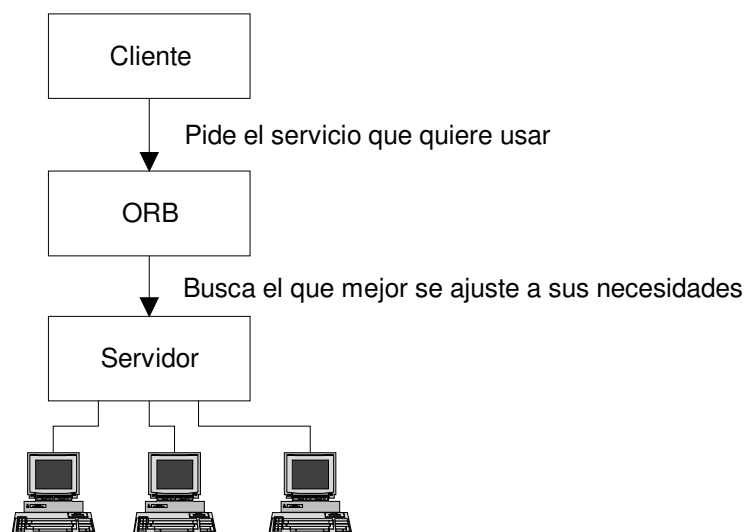 Cliente
Pide el servicio que quiere usar
ORB
Busca el que mejor se ajuste a sus necesidades
Servidor